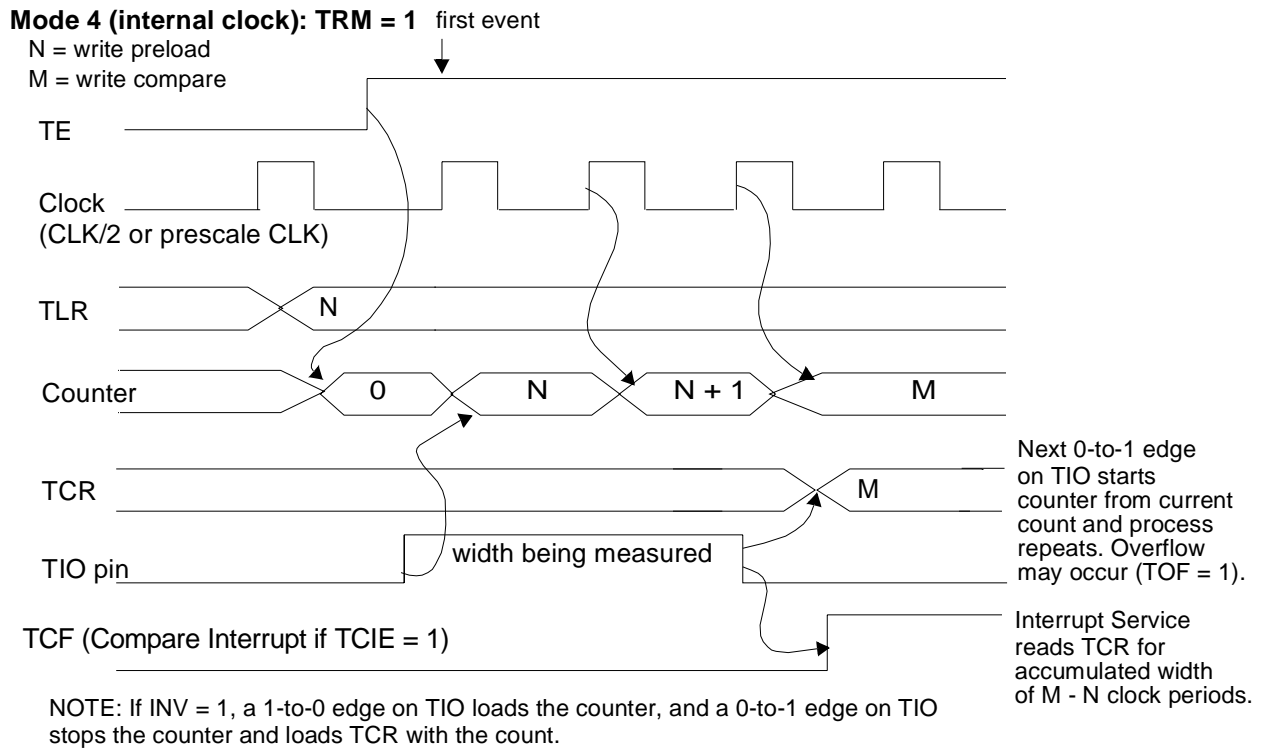 Mode 4 (internal clock): TRM = 1 first event
N = write preload
M = write compare
TE
Clock
(CLK/2 or prescale CLK)
TLR N
Counter 0 N N + 1 M
TCR M
Next 0-to-1 edge
on TIO starts
counter from current
count and process
repeats. Overflow
may occur (TOF = 1).
TIO pin width being measured
TCF (Compare Interrupt if TCIE = 1)
Interrupt Service
reads TCR for
accumulated width
of M - N clock periods.
NOTE: If INV = 1, a 1-to-0 edge on TIO loads the counter, and a 0-to-1 edge on TIO
stops the counter and loads TCR with the count.